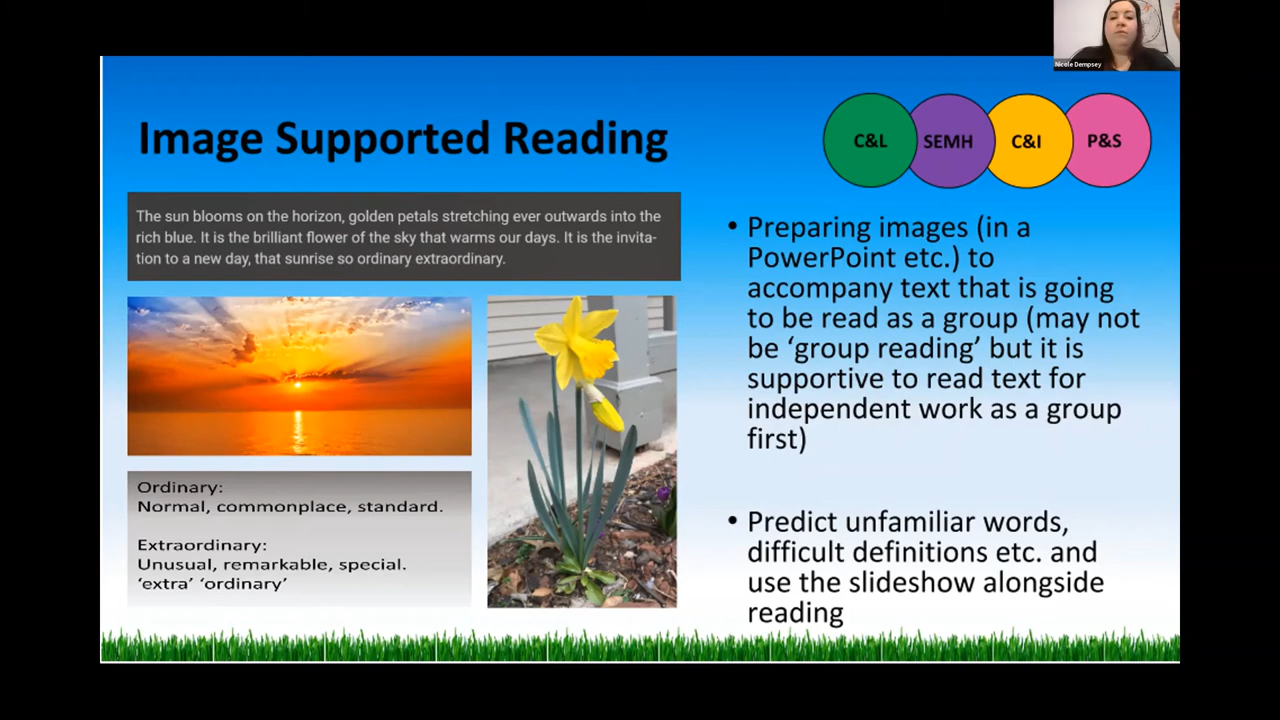 Nicole Dempsey
Image Supported Reading
C&L
SEMH
C&I
P&S
The sun blooms on the horizon, golden petals stretching ever outwards into the
rich blue. It is the brilliant flower of the sky that warms our days. It is the invita-
tion to a new day, that sunrise so ordinary extraordinary.
Ordinary:
Normal, commonplace, standard.
Extraordinary:
Unusual, remarkable, special.
‘extra’ ‘ordinary’
• Preparing images (in a
PowerPoint etc.) to
accompany text that is going
to be read as a group (may not
be ‘group reading’ but it is
supportive to read text for
independent work as a group
first)
• Predict unfamiliar words,
difficult definitions etc. and
use the slideshow alongside
reading